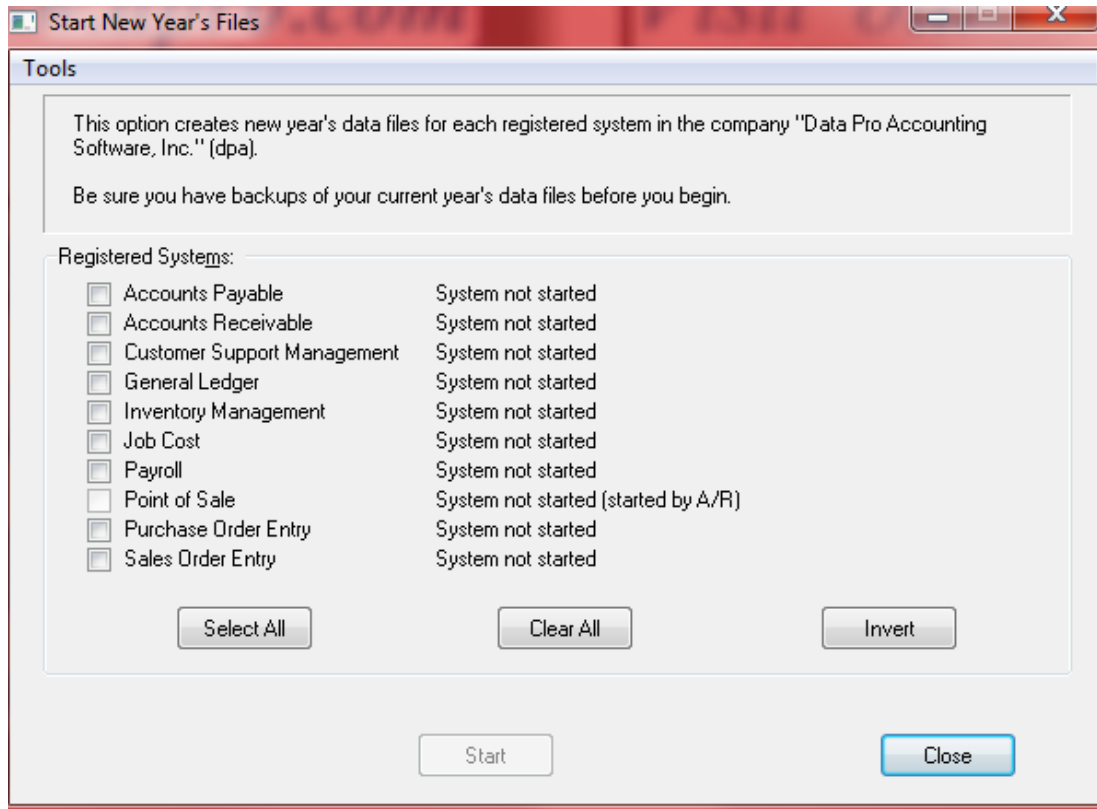 .com Visit
Start New Year's Files
Tools
This option creates new year's data files for each registered system in the company "Data Pro Accounting
Software, Inc." (dpa).
Be sure you have backups of your current year's data files before you begin.
Registered Systems:
Accounts Payable System not started
Accounts Receivable System not started
Customer Support Management System not started
General Ledger System not started
Inventory Management System not started
Job Cost System not started
Payroll System not started
Point of Sale System not started (started by A/R)
Purchase Order Entry System not started
Sales Order Entry System not started
Select All Clear All Invert
Start Close